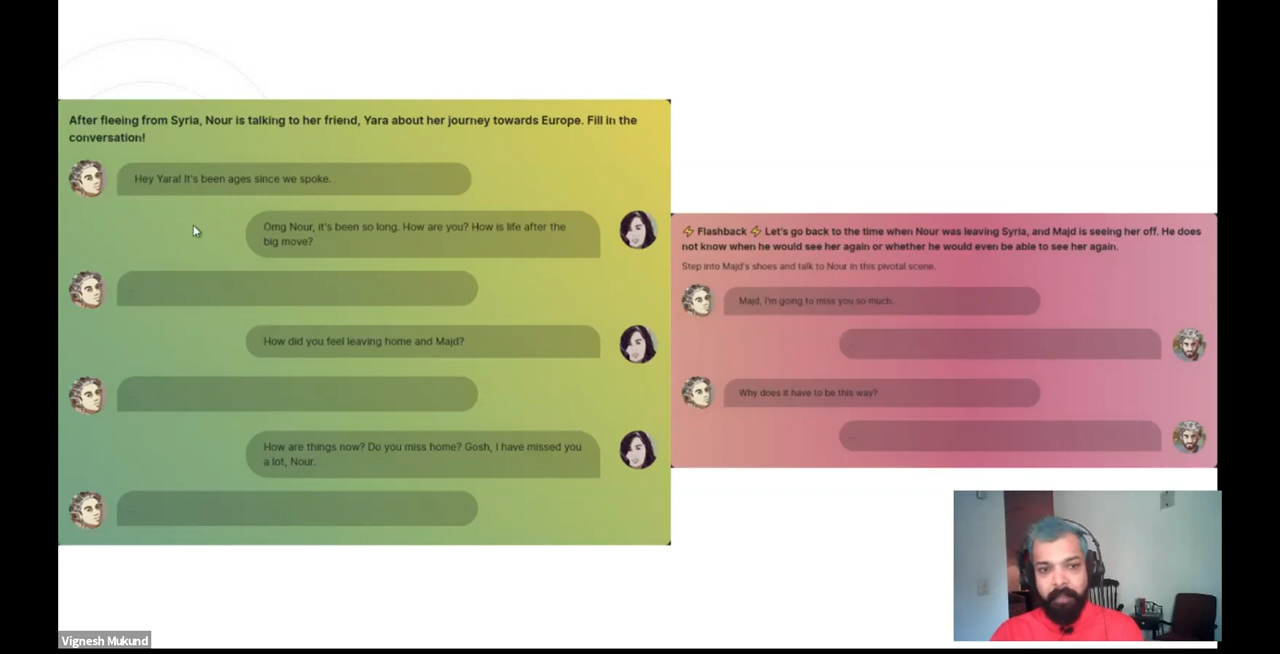 After fleeing from Syria, Nour is talking to her friend, Yara about her journey towards Europe. Fill in the
conversation!
Hey Yara! It's been ages since we spoke.
Omg Nour, it's been so long. How are you? How is life after the
big move?
How did you feel leaving home and Majd?
How are things now? Do you miss home? Gosh, I have missed you
a lot, Nour.
⚡ Flashback ⚡ Let's go back to the time when Nour was leaving Syria, and Majd is seeing her off. He does
not know when he would see her again or whether he would even be able to see her again.
Step into Majd's shoes and talk to Nour in this pivotal scene.
Majd, I'm going to miss you so much.
Why does it have to be this way?
Vignesh Mukund